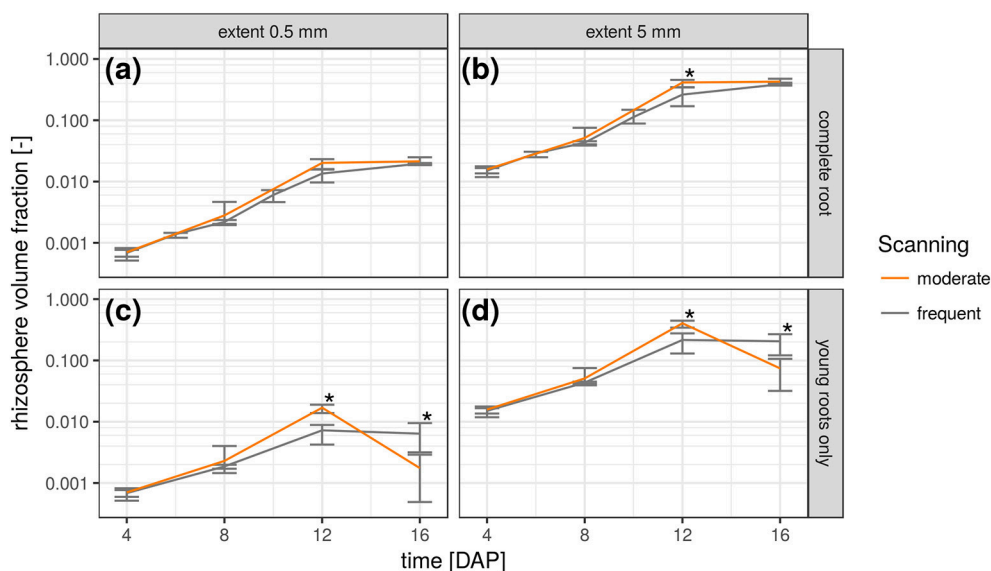 extent 0.5 mm
extent 5 mm
rhizosphere volume fraction [-]
1.000
0.100
0.010
0.001
(a)
(b)
*
complete root
1.000
0.100
0.010
0.001
(c)
* *
(d)
* *
young roots only
4 8 12 16
4 8 12 16
time [DAP]
Scanning
moderate
frequent